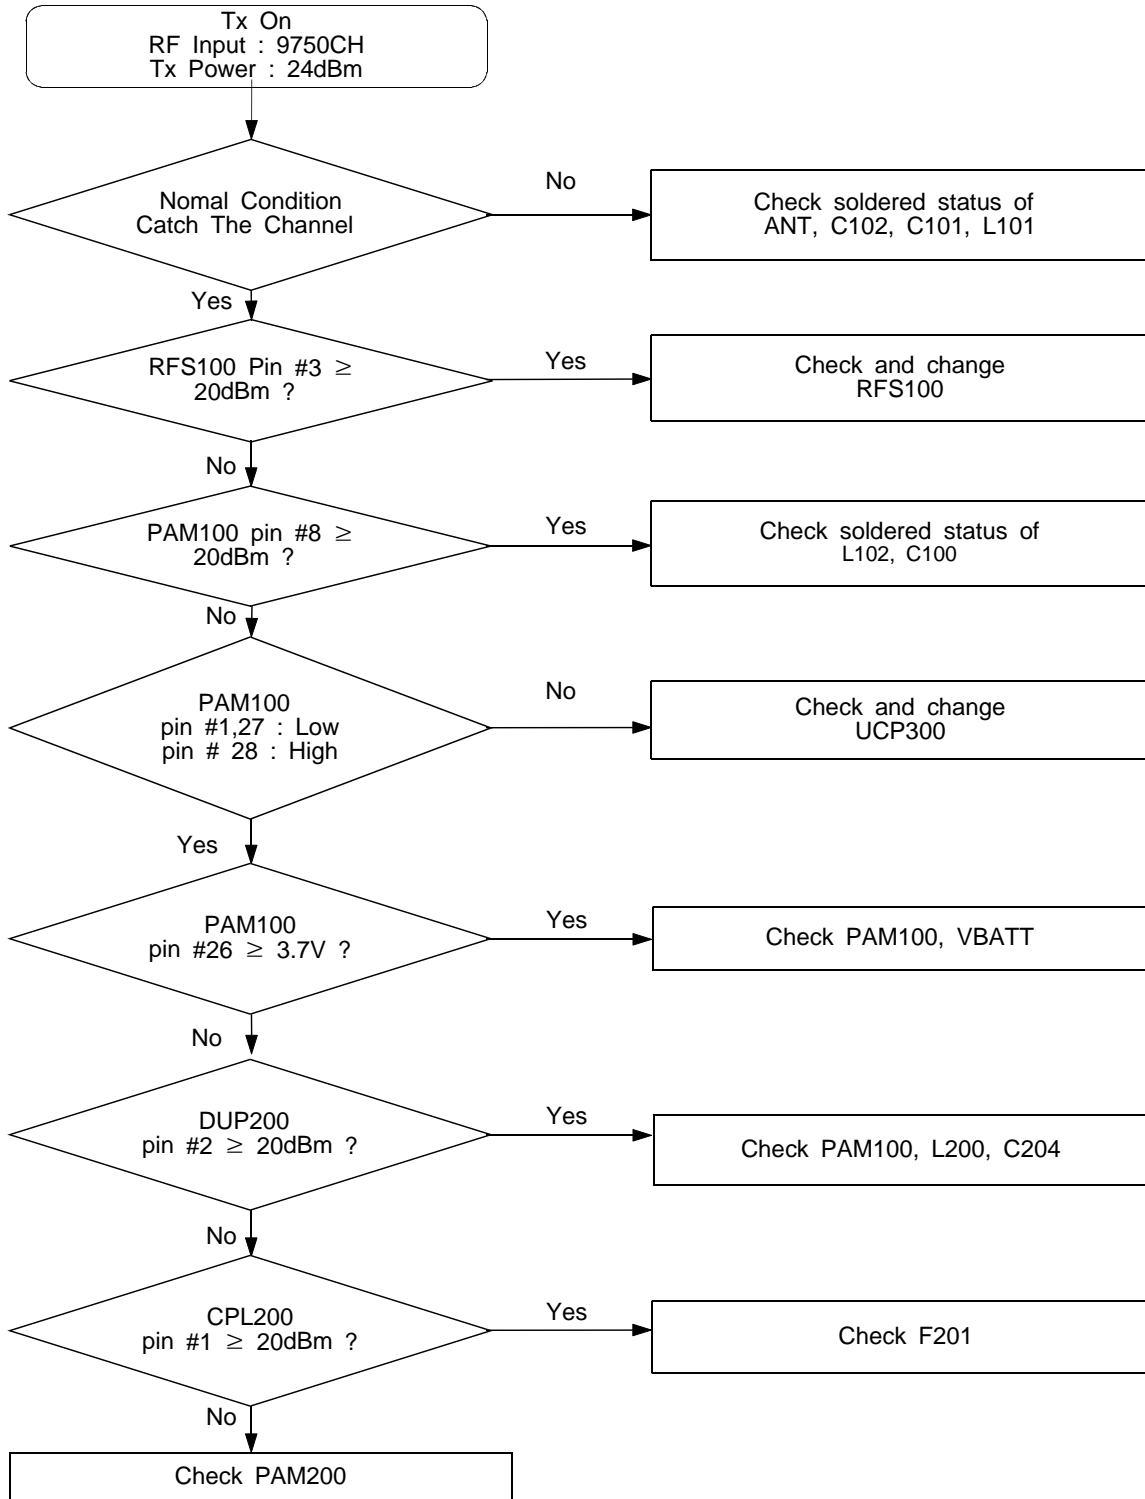 Tx On
RF Input : 9750CH
Tx Power : 24dBm
Nomal Condition
Catch The Channel
No
Check soldered status of
ANT, C102, C101, L101
Yes
RFS100 Pin #3 ≥
20dBm ?
Yes
Check and change
RFS100
No
PAM100 pin #8 ≥
20dBm ?
Yes
Check soldered status of
L102, C100
No
PAM100
pin #1,27 : Low
pin # 28 : High
No
Check and change
UCP300
Yes
PAM100
pin #26 ≥ 3.7V ?
Yes
Check PAM100, VBATT
No
DUP200
pin #2 ≥ 20dBm ?
Yes
Check PAM100, L200, C204
No
CPL200
pin #1 ≥ 20dBm ?
Yes
Check F201
No
Check PAM200